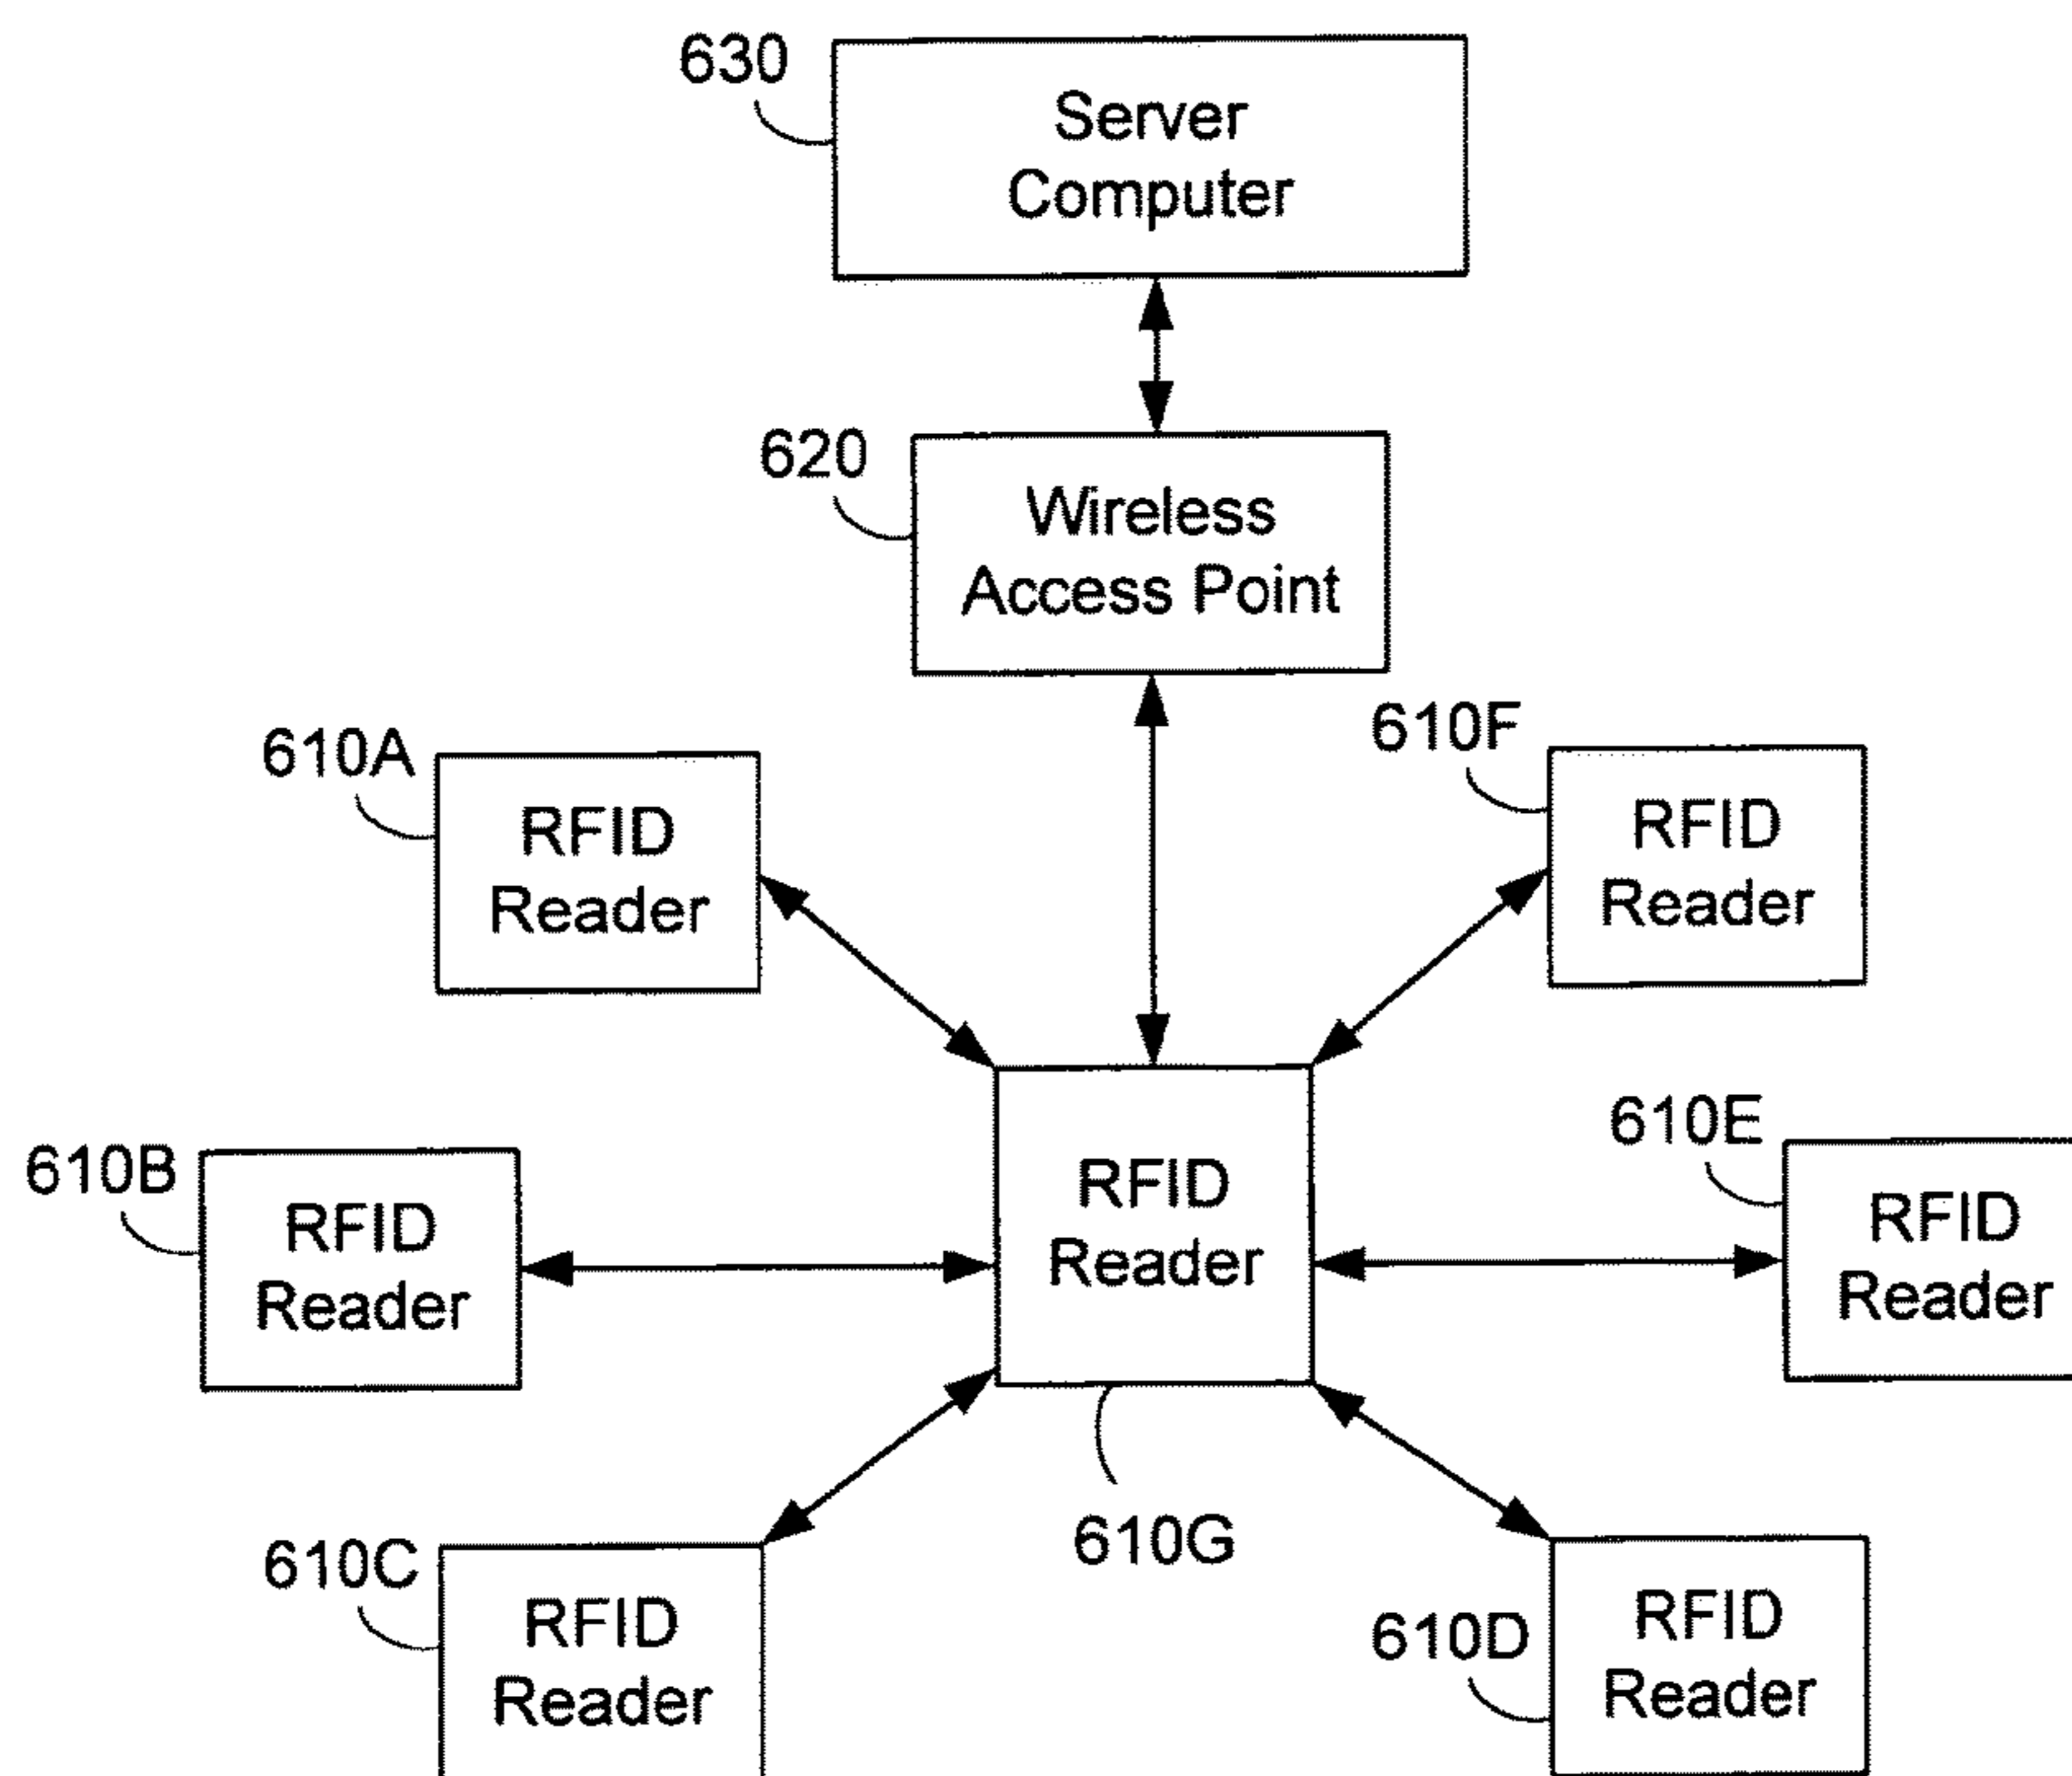 630
Server
Computer
620
Wireless
Access Point
610A
RFID
Reader
610F
RFID
Reader
610B
RFID
Reader
RFID
Reader
610E
RFID
Reader
610G
610C
RFID
Reader
610D
RFID
Reader